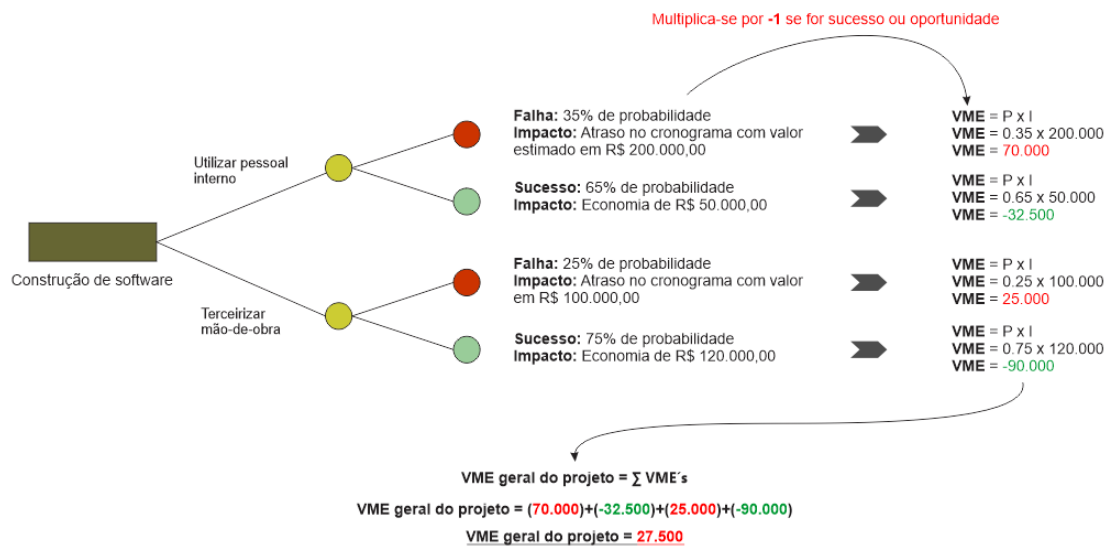 Multiplica-se por -1 se for sucesso ou oportunidade
Falha: 35% de probabilidade
Impacto: Atraso no cronograma com valor
estimado em R$ 200.000,00
VME = P x I
VME = 0.35 x 200.000
VME = 70.000
Utilizar pessoal
interno
Sucesso: 65% de probabilidade
Impacto: Economia de R$ 50.000,00
VME = P x I
VME = 0.65 x 50.000
VME = -32.500
Construção de software
Falha: 25% de probabilidade
Impacto: Atraso no cronograma com valor
em R$ 100.000,00
VME = P x I
VME = 0.25 x 100.000
VME = 25.000
Terceirizar
mão-de-obra
Sucesso: 75% de probabilidade
Impacto: Economia de R$ 120.000,00
VME = P x I
VME = 0.75 x 120.000
VME = -90.000
VME geral do projeto = ∑ VME´s
VME geral do projeto = (70.000)+(-32.500)+(25.000)+(-90.000)
VME geral do projeto = 27.500